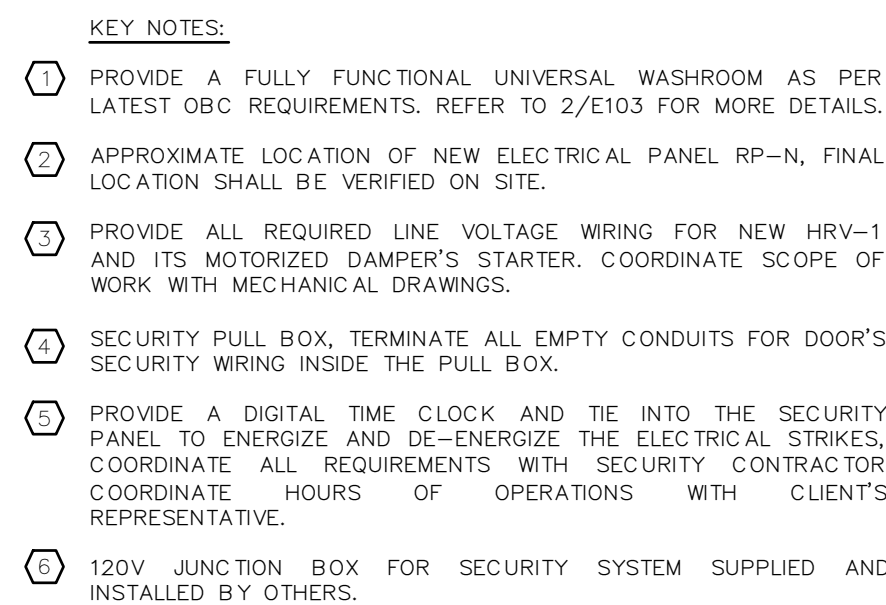 KEY NOTES:
1 PROVIDE A FULLY FUNCTIONAL UNIVERSAL WASHROOM AS PER
LATEST OBC REQUIREMENTS. REFER TO 2/E103 FOR MORE DETAILS.
2 APPROXIMATE LOCATION OF NEW ELECTRICAL PANEL RP-N, FINAL
LOCATION SHALL BE VERIFIED ON SITE.
3 PROVIDE ALL REQUIRED LINE VOLTAGE WIRING FOR NEW HRV-1
AND ITS MOTORIZED DAMPER'S STARTER. COORDINATE SCOPE OF
WORK WITH MECHANICAL DRAWINGS.
4 SECURITY PULL BOX, TERMINATE ALL EMPTY CONDUITS FOR DOOR'S
SECURITY WIRING INSIDE THE PULL BOX.
5 PROVIDE A DIGITAL TIME CLOCK AND TIE INTO THE SECURITY
PANEL TO ENERGIZE AND DE-ENERGIZE THE ELECTRICAL STRIKES,
COORDINATE ALL REQUIREMENTS WITH SECURITY CONTRACTOR
COORDINATE HOURS OF OPERATIONS WITH CLIENT'S
REPRESENTATIVE.
6 120V JUNCTION BOX FOR SECURITY SYSTEM SUPPLIED AND
INSTALLED BY OTHERS.